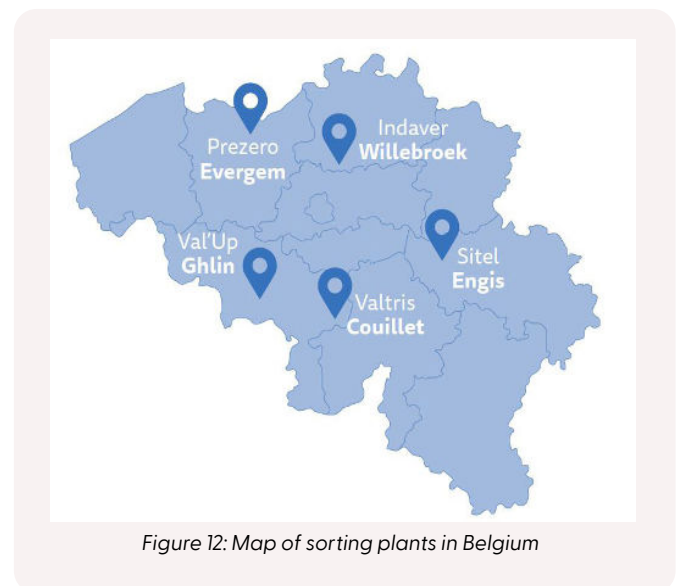 Prezero
Evergem
Indaver
Willebroek
Val'Up
Ghlin
Sitel
Engis
Valtris
Couillet
Figure 12: Map of sorting plants in Belgium